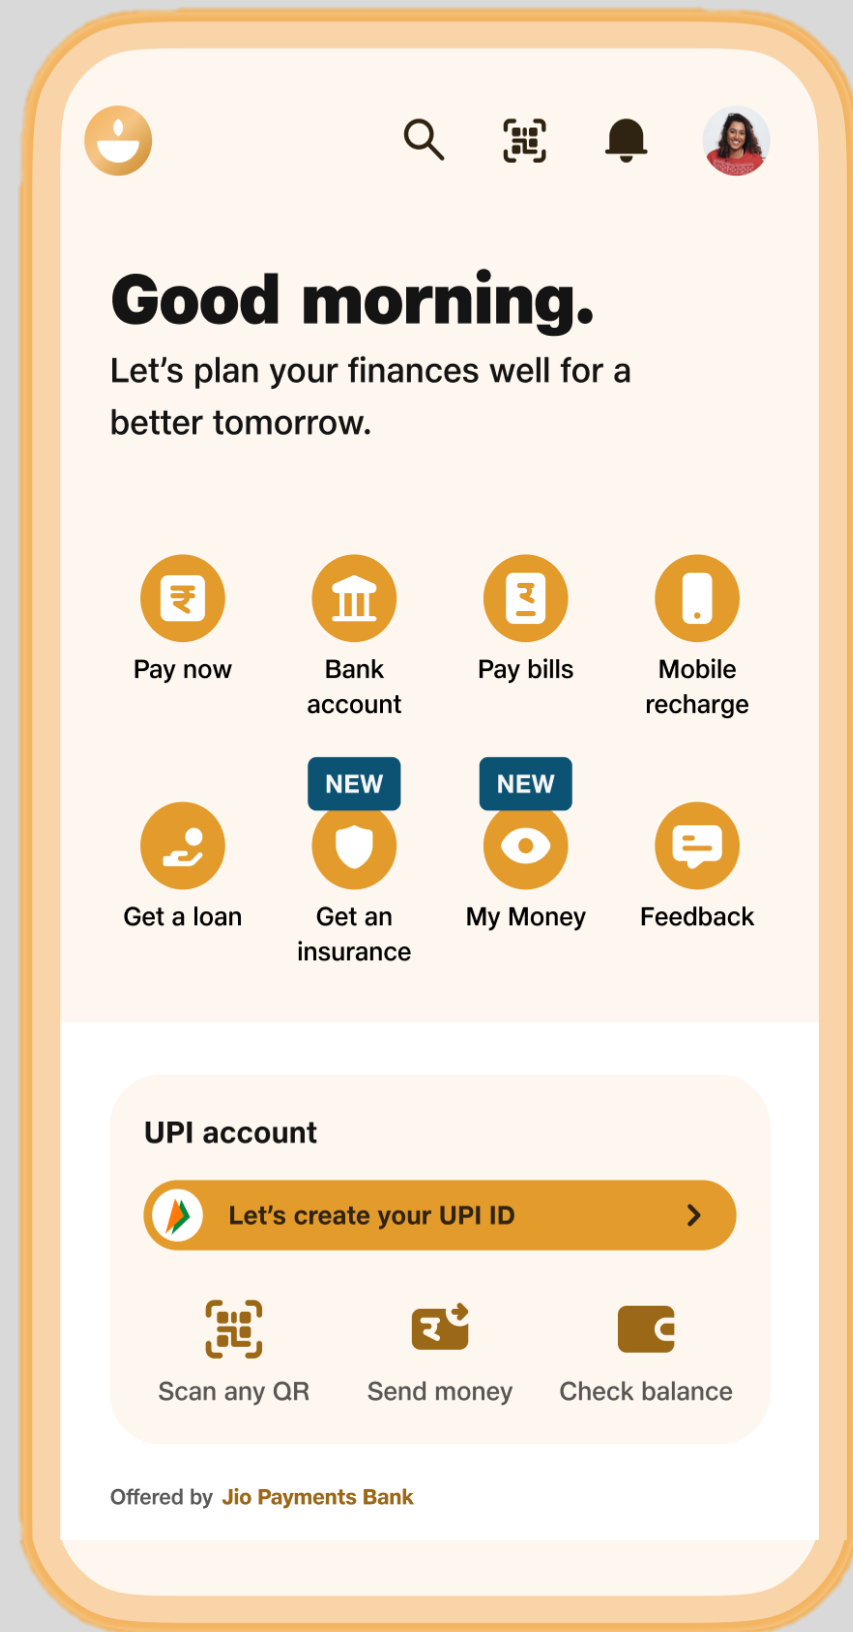 Good morning.
Let's plan your finances well for a
better tomorrow.
₹
Pay now
Bank
account
Pay bills
Mobile
recharge
NEW
NEW
Get a loan
Get an
insurance
My Money
Feedback
UPI account
Let's create your UPI ID
Scan any QR
Send money
Check balance
Offered by Jio Payments Bank